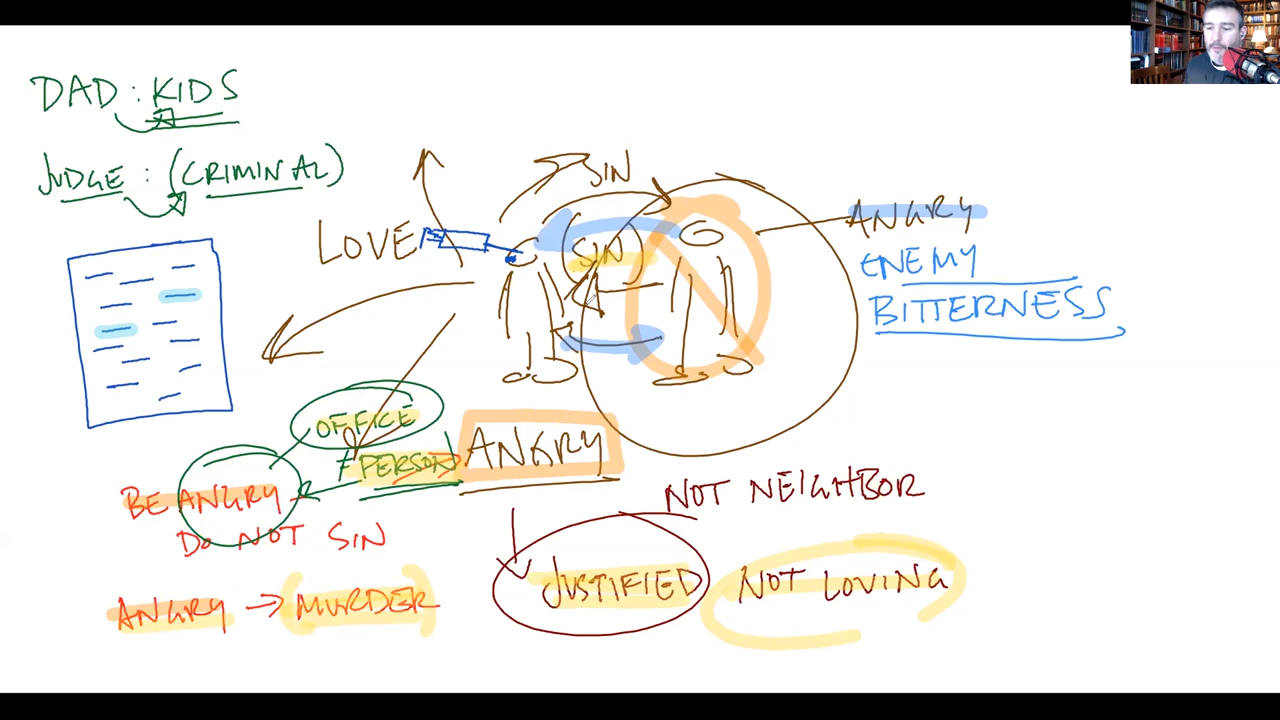 DAD : KIDS
JUDGE : (CRIMINAL)
SIN
LOVE
SIN
ANGRY
ENEMY
BITTERNESS
OFFICE
PERSON
ANGRY
BE ANGRY
DO NOT SIN
NOT NEIGHBOR
ANGRY → (MURDER)
JUSTIFIED
NOT LOVING